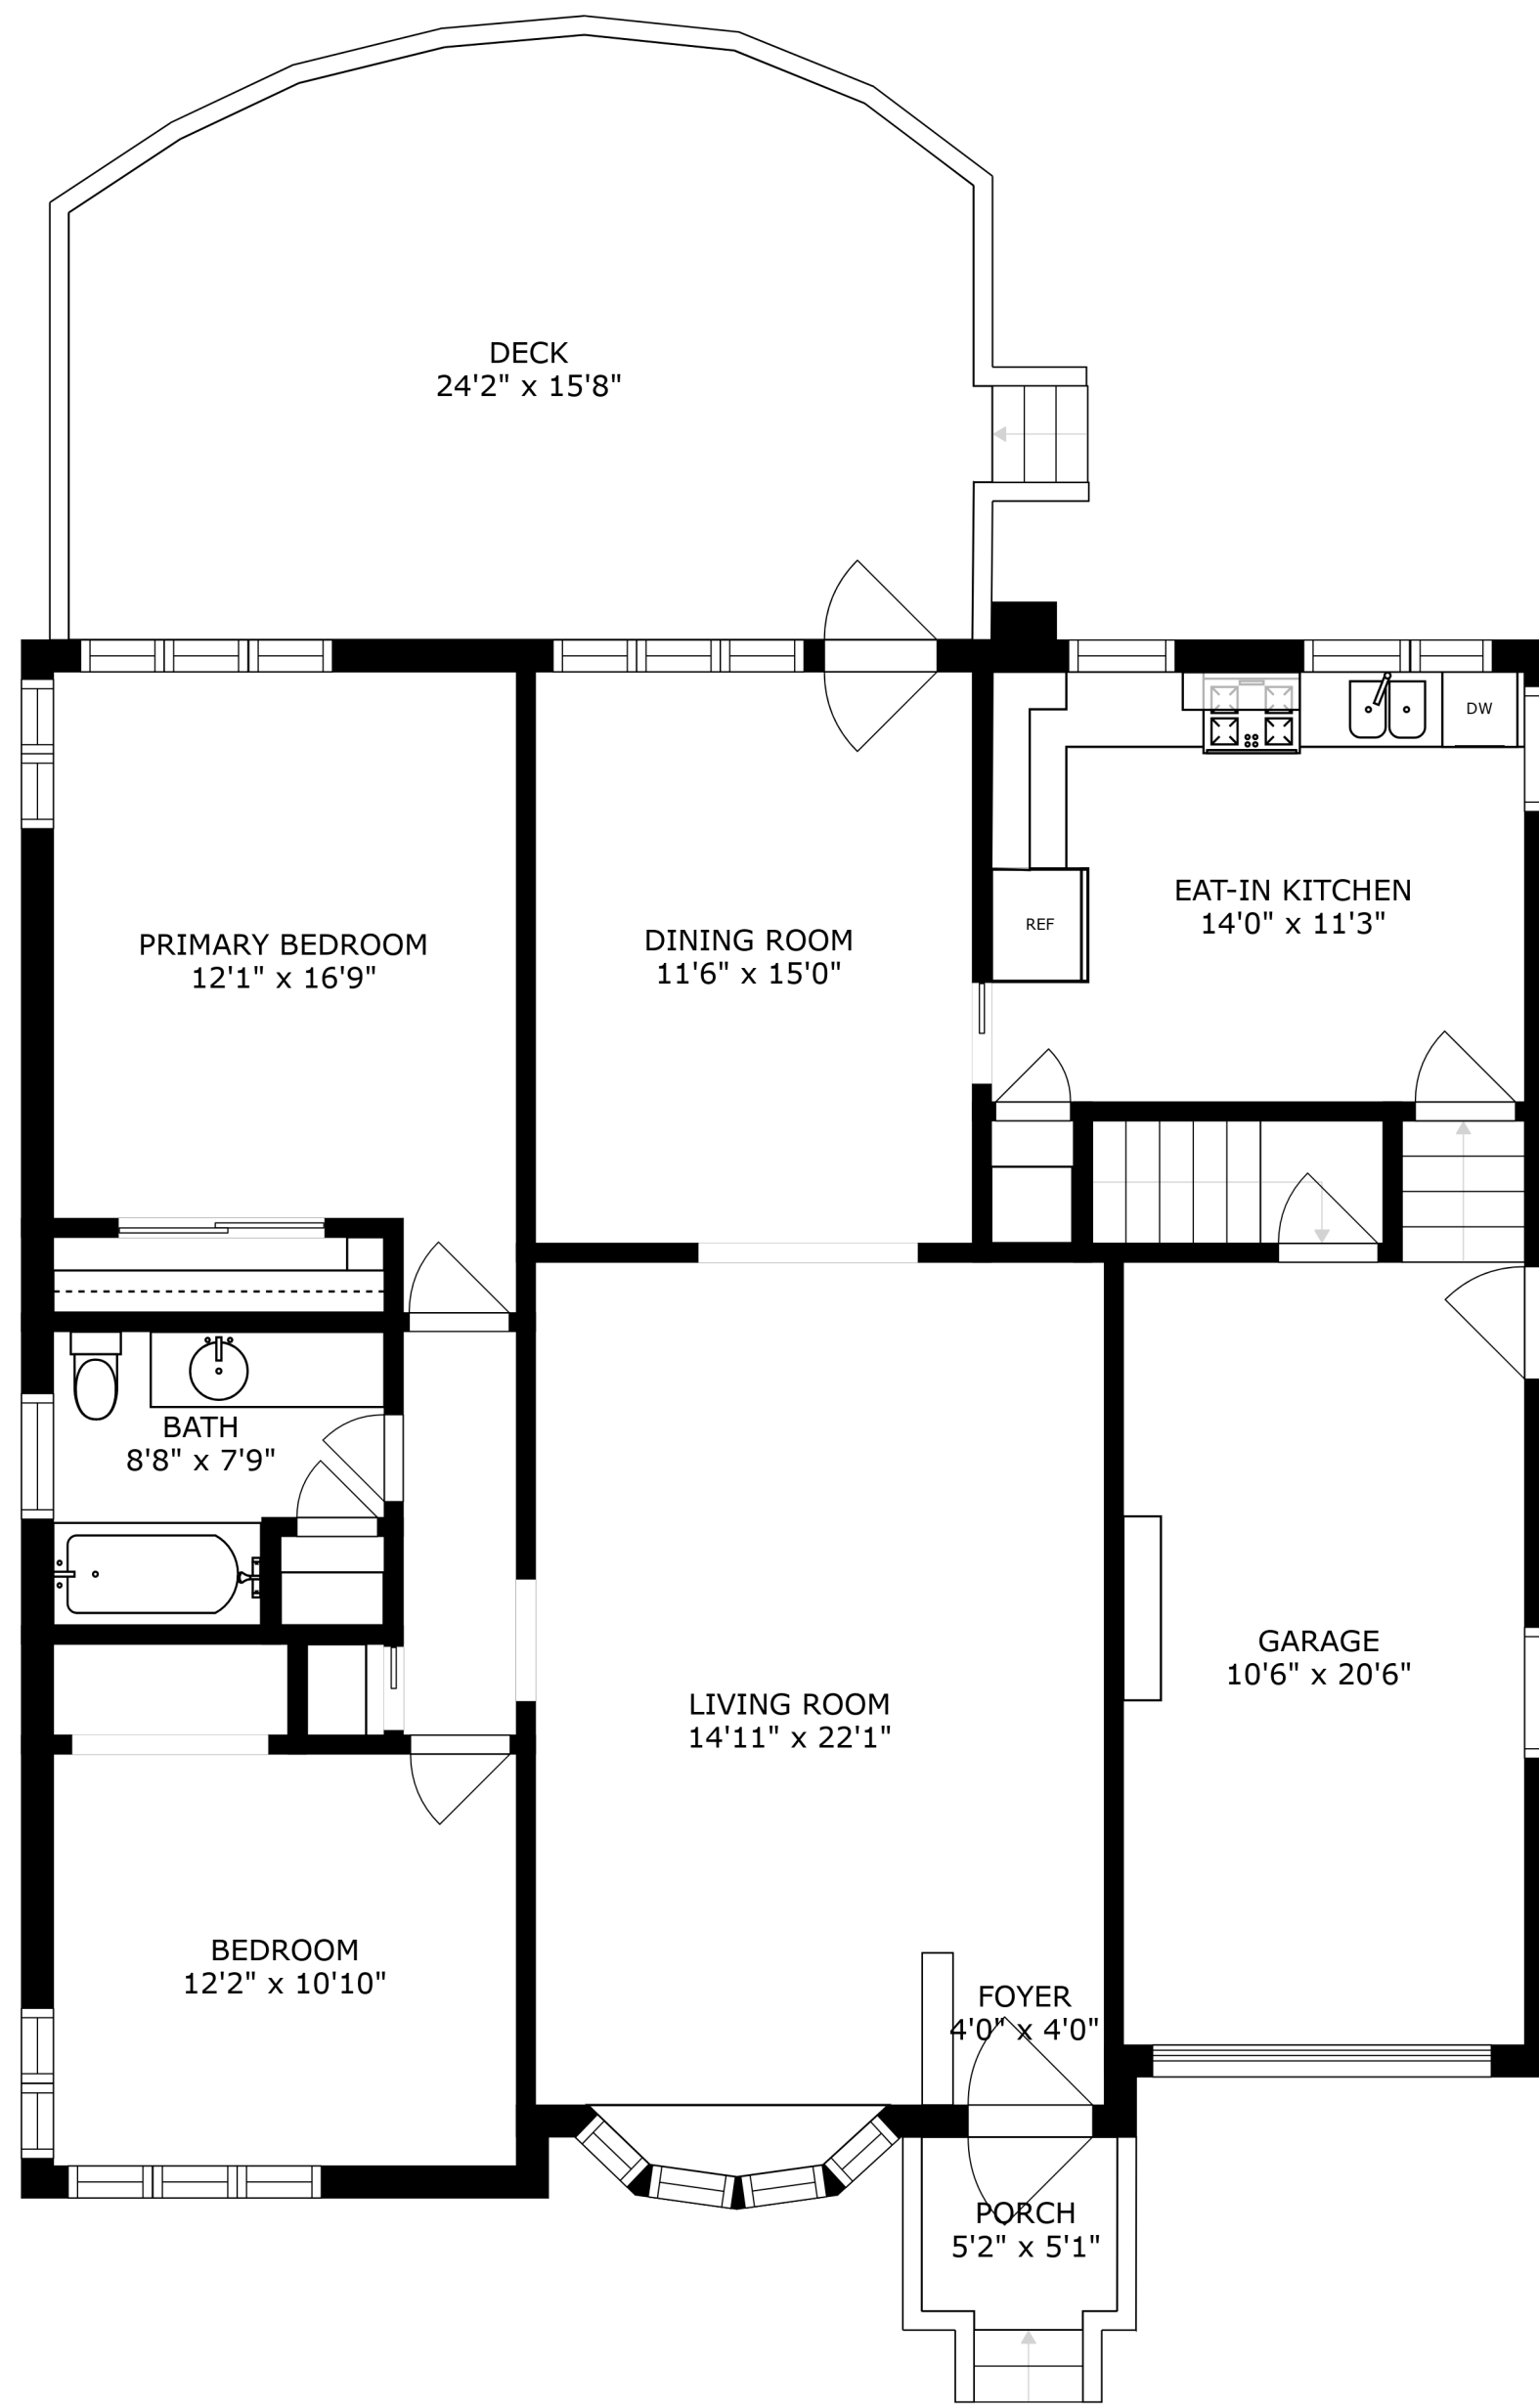 DECK
24'2" x 15'8"
DW
EAT-IN KITCHEN
14'0" x 11'3"
REF
PRIMARY BEDROOM
12'1" x 16'9"
DINING ROOM
11'6" x 15'0"
BATH
8'8" x 7'9"
GARAGE
10'6" x 20'6"
LIVING ROOM
14'11" x 22'1"
BEDROOM
12'2" x 10'10"
FOYER
4'0" x 4'0"
PORCH
5'2" x 5'1"